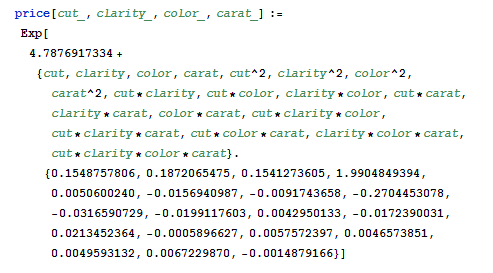 price[cut_, clarity_, color_, carat_] :=
Exp[
4.7876917334 +
{cut, clarity, color, carat, cut^2, clarity^2, color^2,
carat^2, cut*clarity, cut*color, clarity*color, cut*carat,
clarity*carat, color*carat, cut*clarity*color,
cut*clarity*carat, cut*color*carat, clarity*color*carat,
cut*clarity*color*carat}.
{0.1548757806, 0.1872065475, 0.1541273605, 1.9904849394,
0.0050600240, -0.0156940987, -0.0091743658, -0.2704453078,
-0.0316590729, -0.0199117603, 0.0042950133, -0.0172390031,
0.0213452364, -0.0005896627, 0.0057572397, 0.0046573851,
0.0049593132, 0.0067229870, -0.0014879166}]